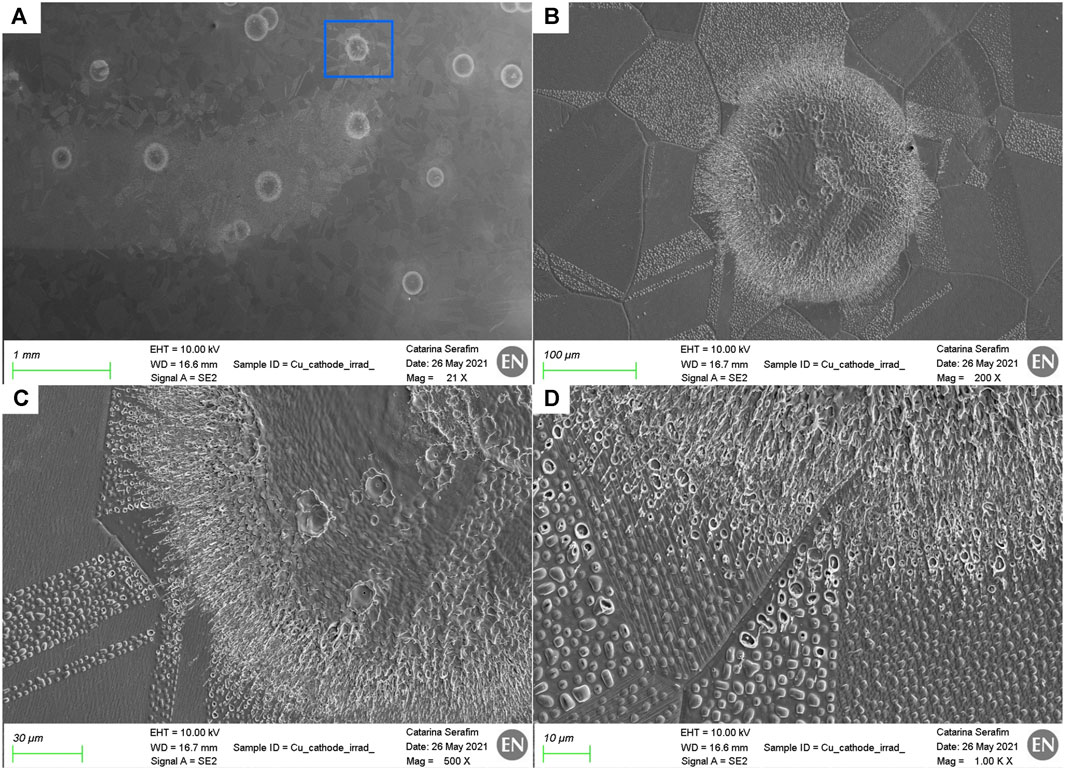 A
1 mm
EHT = 10.00 kV
WD = 16.6 mm
Signal A = SE2
Sample ID = Cu_cathode_irrad_
Catarina Serafim
Date: 26 May 2021
Mag = 21 X
EN
B
100 µm
EHT = 10.00 kV
WD = 16.7 mm
Signal A = SE2
Sample ID = Cu_cathode_irrad_
Catarina Serafim
Date: 26 May 2021
Mag = 200 X
EN
C
30 µm
EHT = 10.00 kV
WD = 16.7 mm
Signal A = SE2
Sample ID = Cu_cathode_irrad_
Catarina Serafim
Date: 26 May 2021
Mag = 500 X
EN
D
10 µm
EHT = 10.00 kV
WD = 16.6 mm
Signal A = SE2
Sample ID = Cu_cathode_irrad_
Catarina Serafim
Date: 26 May 2021
Mag = 1.00 K X
EN